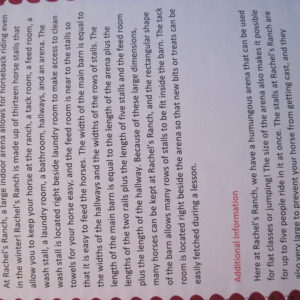 At Rachel's Ranch, a large indoor arena allows for horseback riding even
in the winter! Rachel's Ranch is made up of thirteen horse stalls that
allow you to keep your horse at the ranch, a tack room, a feed room, a
wash stall, a laundry room, a bathroom, hallways, and an arena. The
wash stall is located right beside laundry room to make access to clean
towels for your horse easy, and the feed room is near to the stalls so
that it is easy to feed the horses. The width of the main barn is equal to
the widths of the hallways and the widths of the rows of stalls. The
length of the main barn is equal to the length of the arena plus the
lengths of the two rails plus the length of five stalls and the feed room
plus the length of the hallway. Because of these large dimensions,
many horses can be kept at Rachel's Ranch, and the rectangular shape
of the barn allows many rows of stalls to be fit inside the barn. The tack
room is located right beside the arena so that new bits or treats can be
easily fetched during a lesson.
Additional Information
Here at Rachel's Ranch, we have a humungous arena that can be used
for flat classes or jumping! The size of the arena also makes it possible
for up to five people ride in it at once. The stalls at Rachel's Ranch are
also very large to prevent your horse from getting cast, and they